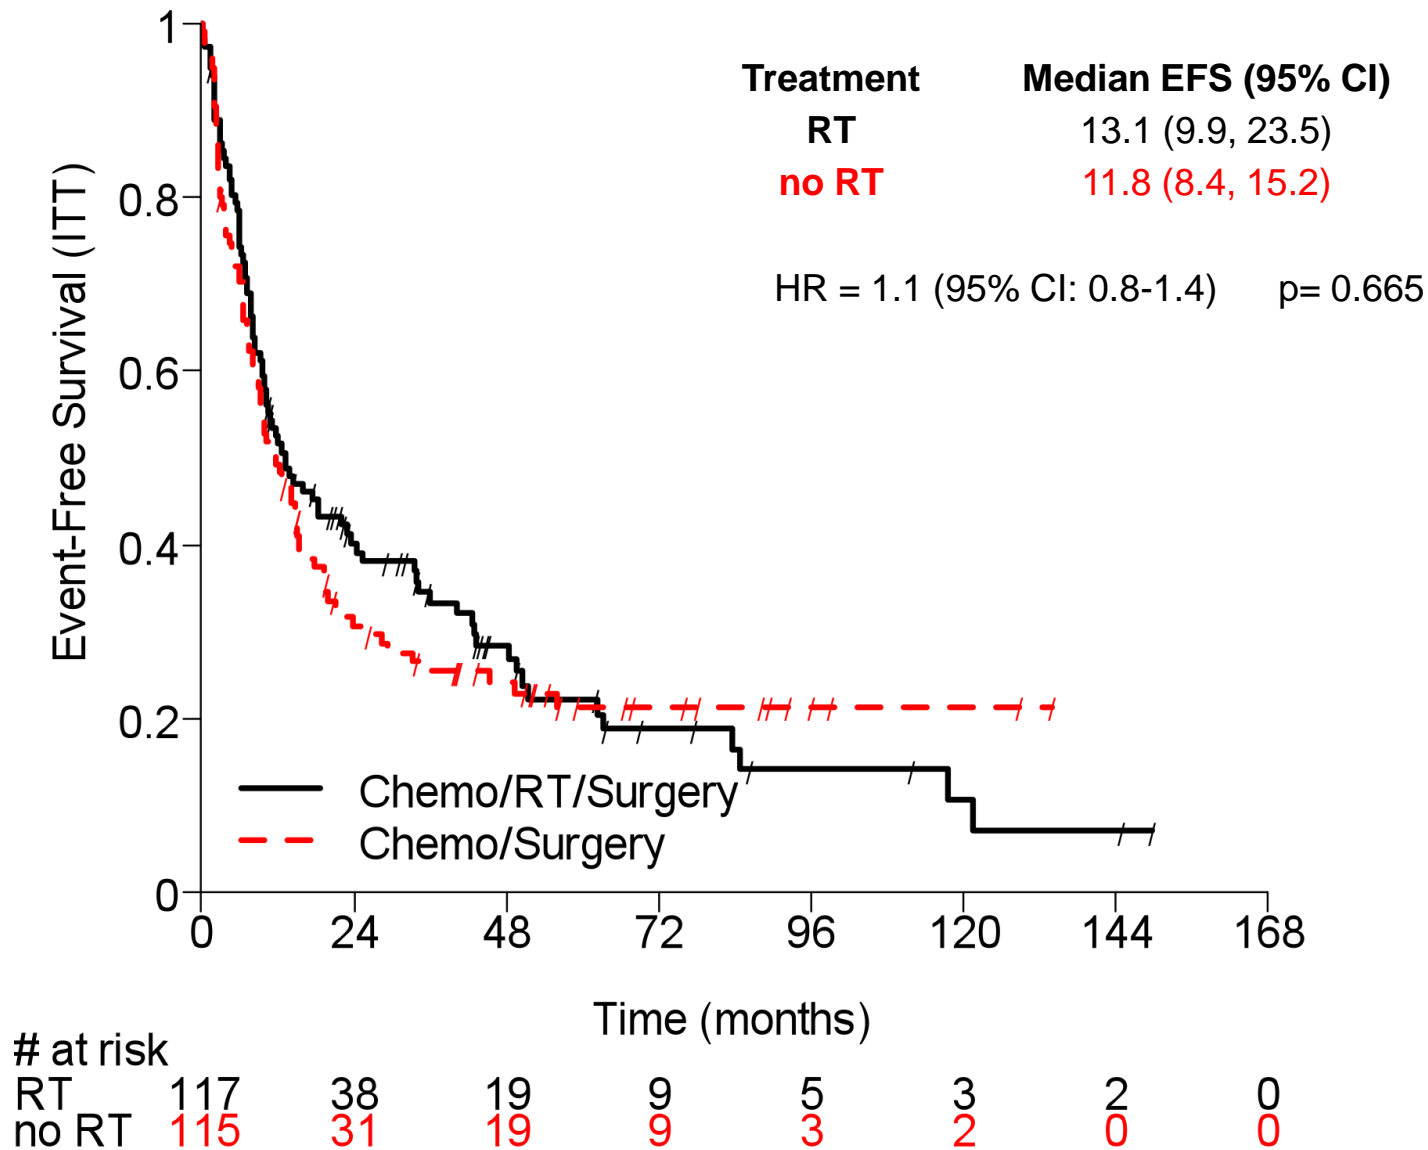 Event-Free Survival (ITT)
1
0.8
0.6
0.4
0.2
0
Treatment Median EFS (95% CI)
RT 13.1 (9.9, 23.5)
no RT 11.8 (8.4, 15.2)
HR = 1.1 (95% CI: 0.8-1.4) p= 0.665
Chemo/RT/Surgery
Chemo/Surgery
0 24 48 72 96 120 144 168
Time (months)
# at risk
RT 117 38 19 9 5 3 2 0
no RT 115 31 19 9 3 2 0 0